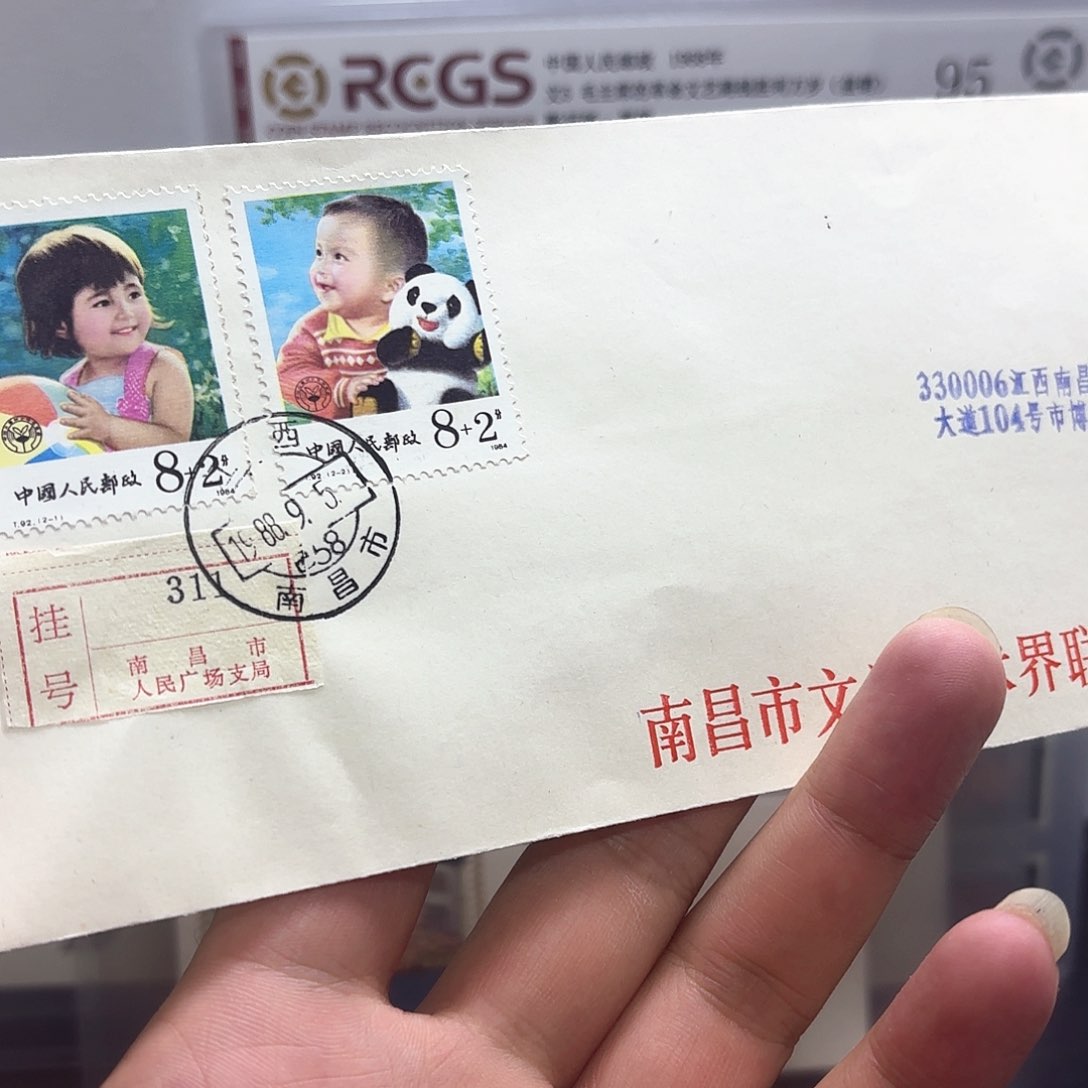 RCGS
95
8+2分
中國人民郵政
1984
T.92.(2-1)
8+2分
中國人民郵政
1984
西
1988.9.5
南昌市
311
挂号
南昌市
人民广场支局
330006江西南昌
大道104号市博
南昌市文
界联